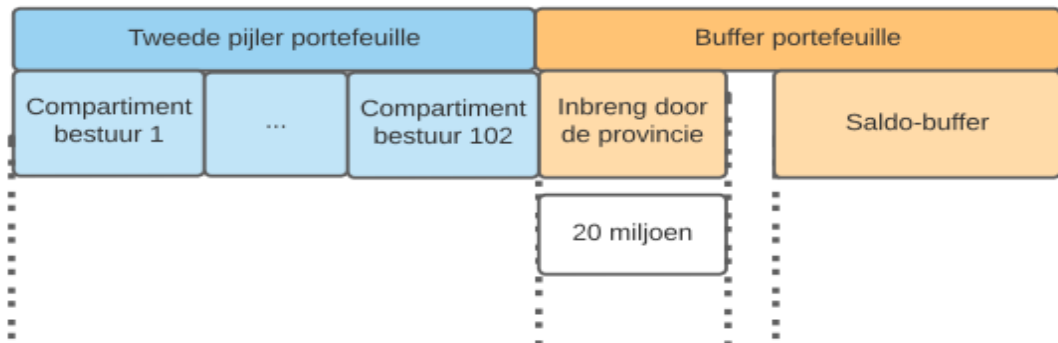 Tweede pijler portefeuille
Buffer portefeuille
Compartiment
bestuur 1
...
Compartiment
bestuur 102
Inbreng door
de provincie
Saldo-buffer
20 miljoen